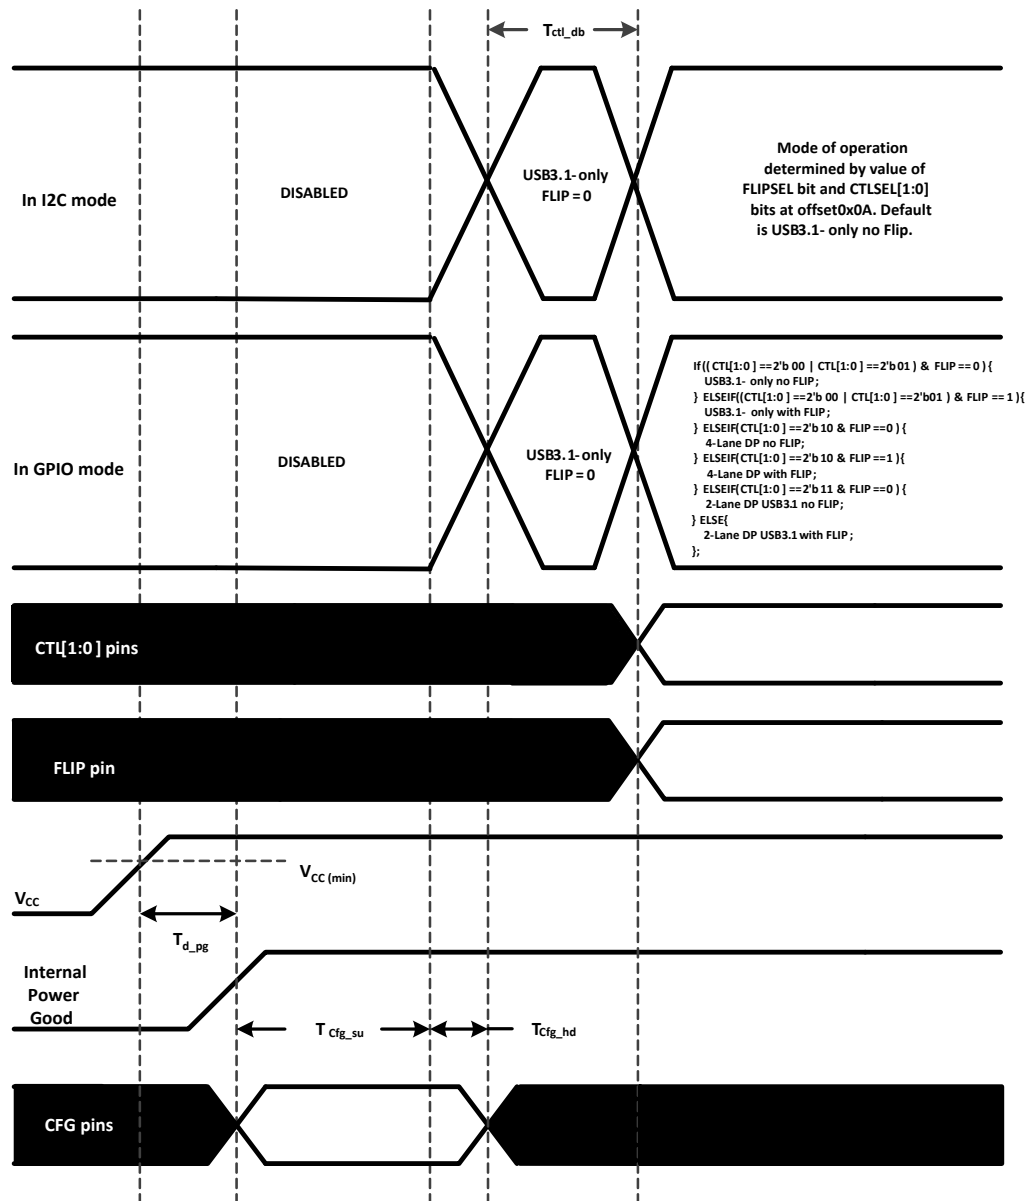 Tctl_db
In I2C mode
DISABLED
USB3.1- only
FLIP = 0
Mode of operation
determined by value of
FLIPSEL bit and CTLSEL[1:0]
bits at offset0x0A. Default
is USB3.1- only no Flip.
In GPIO mode
DISABLED
USB3.1- only
FLIP = 0
If(( CTL[1:0 ] ==2'b 00 | CTL[1:0 ] ==2'b 01 ) & FLIP == 0 ) {
USB3.1- only no FLIP ;
} ELSEIF((CTL[1:0 ] ==2'b 00 | CTL[1:0 ] ==2'b01 ) & FLIP == 1 ){
USB3.1- only with FLIP ;
} ELSEIF(CTL[1:0 ] ==2'b 10 & FLIP ==0 ) {
4-Lane DP no FLIP;
} ELSEIF(CTL[1:0 ] ==2'b 10 & FLIP ==1 ){
4-Lane DP with FLIP;
} ELSEIF(CTL[1:0 ] ==2'b 11 & FLIP ==0 ) {
2-Lane DP USB3.1 no FLIP;
} ELSE{
2-Lane DP USB3.1 with FLIP ;
};
CTL[1:0 ] pins
FLIP pin
VCC (min)
VCC
Td_pg
Internal
Power
Good
TCfg_su
TCfg_hd
CFG pins